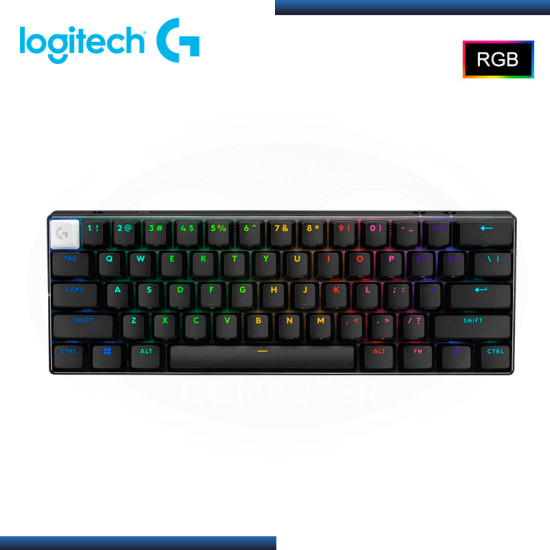 logitech G
RGB
G 1 ! 2 @ 3 # 4 $ 5 % 6 ^ 7 & 8 * 9 ( 0 ) - _ ←
TAB Q W E R T Y U I O P \ |
CAPS A S D F G H J K L ; :
SHIFT Z X C V B N M , < . > / ? SHIFT
CTRL ALT ALT FN CTRL
COMPUTER